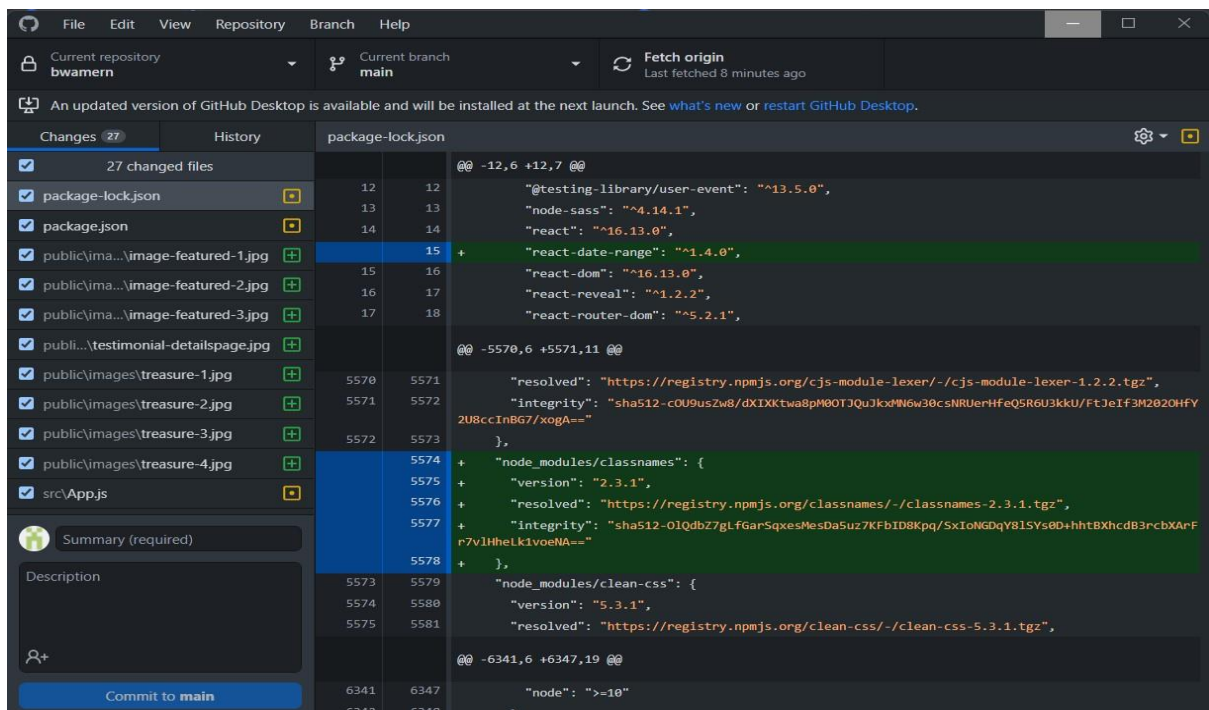 File Edit View Repository Branch Help
Current repository
bwamern
Current branch
main
Fetch origin
Last fetched 8 minutes ago
An updated version of GitHub Desktop is available and will be installed at the next launch. See what's new or restart GitHub Desktop.
Changes 27 History
27 changed files
package-lock.json
package.json
public\ima...\image-featured-1.jpg
public\ima...\image-featured-2.jpg
public\ima...\image-featured-3.jpg
publi...\testimonial-detailspage.jpg
public\images\treasure-1.jpg
public\images\treasure-2.jpg
public\images\treasure-3.jpg
public\images\treasure-4.jpg
src\App.js
Summary (required)
Description
Commit to main
package-lock.json
@@ -12,6 +12,7 @@
12 12 "@testing-library/user-event": "^13.5.0",
13 13 "node-sass": "^4.14.1",
14 14 "react": "^16.13.0",
15 + "react-date-range": "^1.4.0",
15 16 "react-dom": "^16.13.0",
16 17 "react-reveal": "^1.2.2",
17 18 "react-router-dom": "^5.2.1",
@@ -5570,6 +5571,11 @@
5570 5571 "resolved": "https://registry.npmjs.org/cjs-module-lexer/-/cjs-module-lexer-1.2.2.tgz",
5571 5572 "integrity": "sha512-cOU9usZw8/dXIXKtwa8pM0OTJQuJkxMN6w30csNRUerHfeQ5R6U3kkU/FtJeIf3M202OHfY
2U8ccInBG7/xogA=="
5572 5573 },
5574 + "node_modules/classnames": {
5575 + "version": "2.3.1",
5576 + "resolved": "https://registry.npmjs.org/classnames/-/classnames-2.3.1.tgz",
5577 + "integrity": "sha512-OlQdbZ7gLfGarSqxesMesDa5uz7KFbID8Kpq/SxIoNGDqY8lSYs0D+hhtBXhcdB3rcbXArF
r7vlHheLk1voeNA=="
5578 + },
5573 5579 "node_modules/clean-css": {
5574 5580 "version": "5.3.1",
5575 5581 "resolved": "https://registry.npmjs.org/clean-css/-/clean-css-5.3.1.tgz",
@@ -6341,6 +6347,19 @@
6341 6347 "node": ">=10"